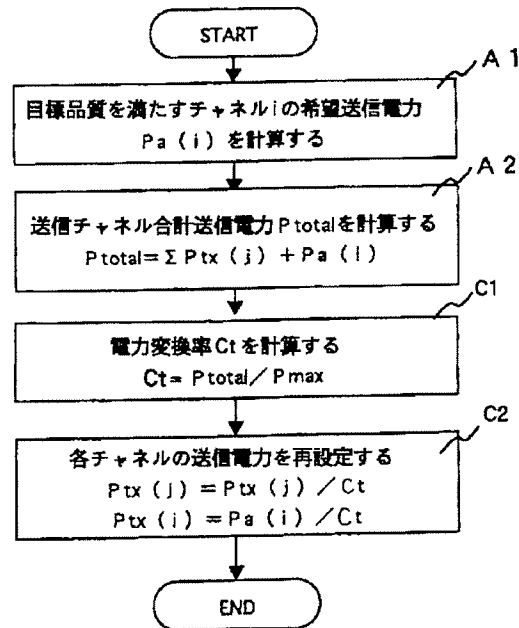 START
A 1
目標品質を満たすチャネルiの希望送信電力
Pa (i) を計算する
A 2
送信チャネル合計送信電力Ptotalを計算する
Ptotal=Σ Ptx (j) + Pa (i)
C1
電力変換率Ctを計算する
Ct= Ptotal/ Pmax
C2
各チャネルの送信電力を再設定する
Ptx (j) = Ptx (j) /Ct
Ptx (i) = Pa (i) /Ct
END